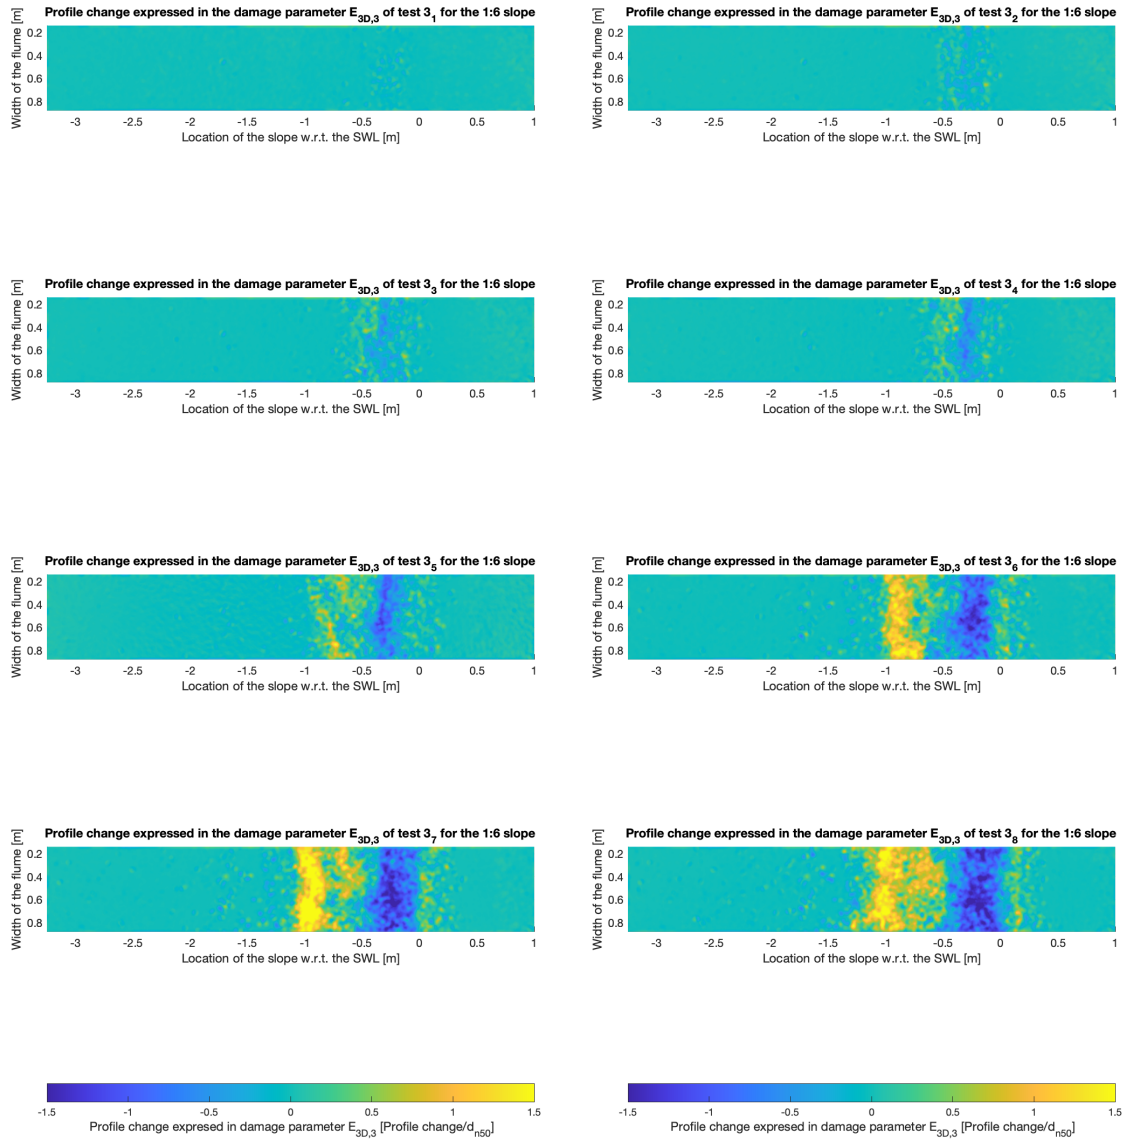 Profile change expressed in the damage parameter E3D,3 of test 31 for the 1:6 slope
Width of the flume [m]
0.2
0.4
0.6
0.8
-3 -2.5 -2 -1.5 -1 -0.5 0 0.5 1
Location of the slope w.r.t. the SWL [m]
Profile change expressed in the damage parameter E3D,3 of test 32 for the 1:6 slope
Width of the flume [m]
0.2
0.4
0.6
0.8
-3 -2.5 -2 -1.5 -1 -0.5 0 0.5 1
Location of the slope w.r.t. the SWL [m]
Profile change expressed in the damage parameter E3D,3 of test 33 for the 1:6 slope
Width of the flume [m]
0.2
0.4
0.6
0.8
-3 -2.5 -2 -1.5 -1 -0.5 0 0.5 1
Location of the slope w.r.t. the SWL [m]
Profile change expressed in the damage parameter E3D,3 of test 34 for the 1:6 slope
Width of the flume [m]
0.2
0.4
0.6
0.8
-3 -2.5 -2 -1.5 -1 -0.5 0 0.5 1
Location of the slope w.r.t. the SWL [m]
Profile change expressed in the damage parameter E3D,3 of test 35 for the 1:6 slope
Width of the flume [m]
0.2
0.4
0.6
0.8
-3 -2.5 -2 -1.5 -1 -0.5 0 0.5 1
Location of the slope w.r.t. the SWL [m]
Profile change expressed in the damage parameter E3D,3 of test 36 for the 1:6 slope
Width of the flume [m]
0.2
0.4
0.6
0.8
-3 -2.5 -2 -1.5 -1 -0.5 0 0.5 1
Location of the slope w.r.t. the SWL [m]
Profile change expressed in the damage parameter E3D,3 of test 37 for the 1:6 slope
Width of the flume [m]
0.2
0.4
0.6
0.8
-3 -2.5 -2 -1.5 -1 -0.5 0 0.5 1
Location of the slope w.r.t. the SWL [m]
Profile change expressed in the damage parameter E3D,3 of test 38 for the 1:6 slope
Width of the flume [m]
0.2
0.4
0.6
0.8
-3 -2.5 -2 -1.5 -1 -0.5 0 0.5 1
Location of the slope w.r.t. the SWL [m]
-1.5 -1 -0.5 0 0.5 1 1.5
Profile change expresed in damage parameter E3D,3 [Profile change/dn50]
-1.5 -1 -0.5 0 0.5 1 1.5
Profile change expresed in damage parameter E3D,3 [Profile change/dn50]